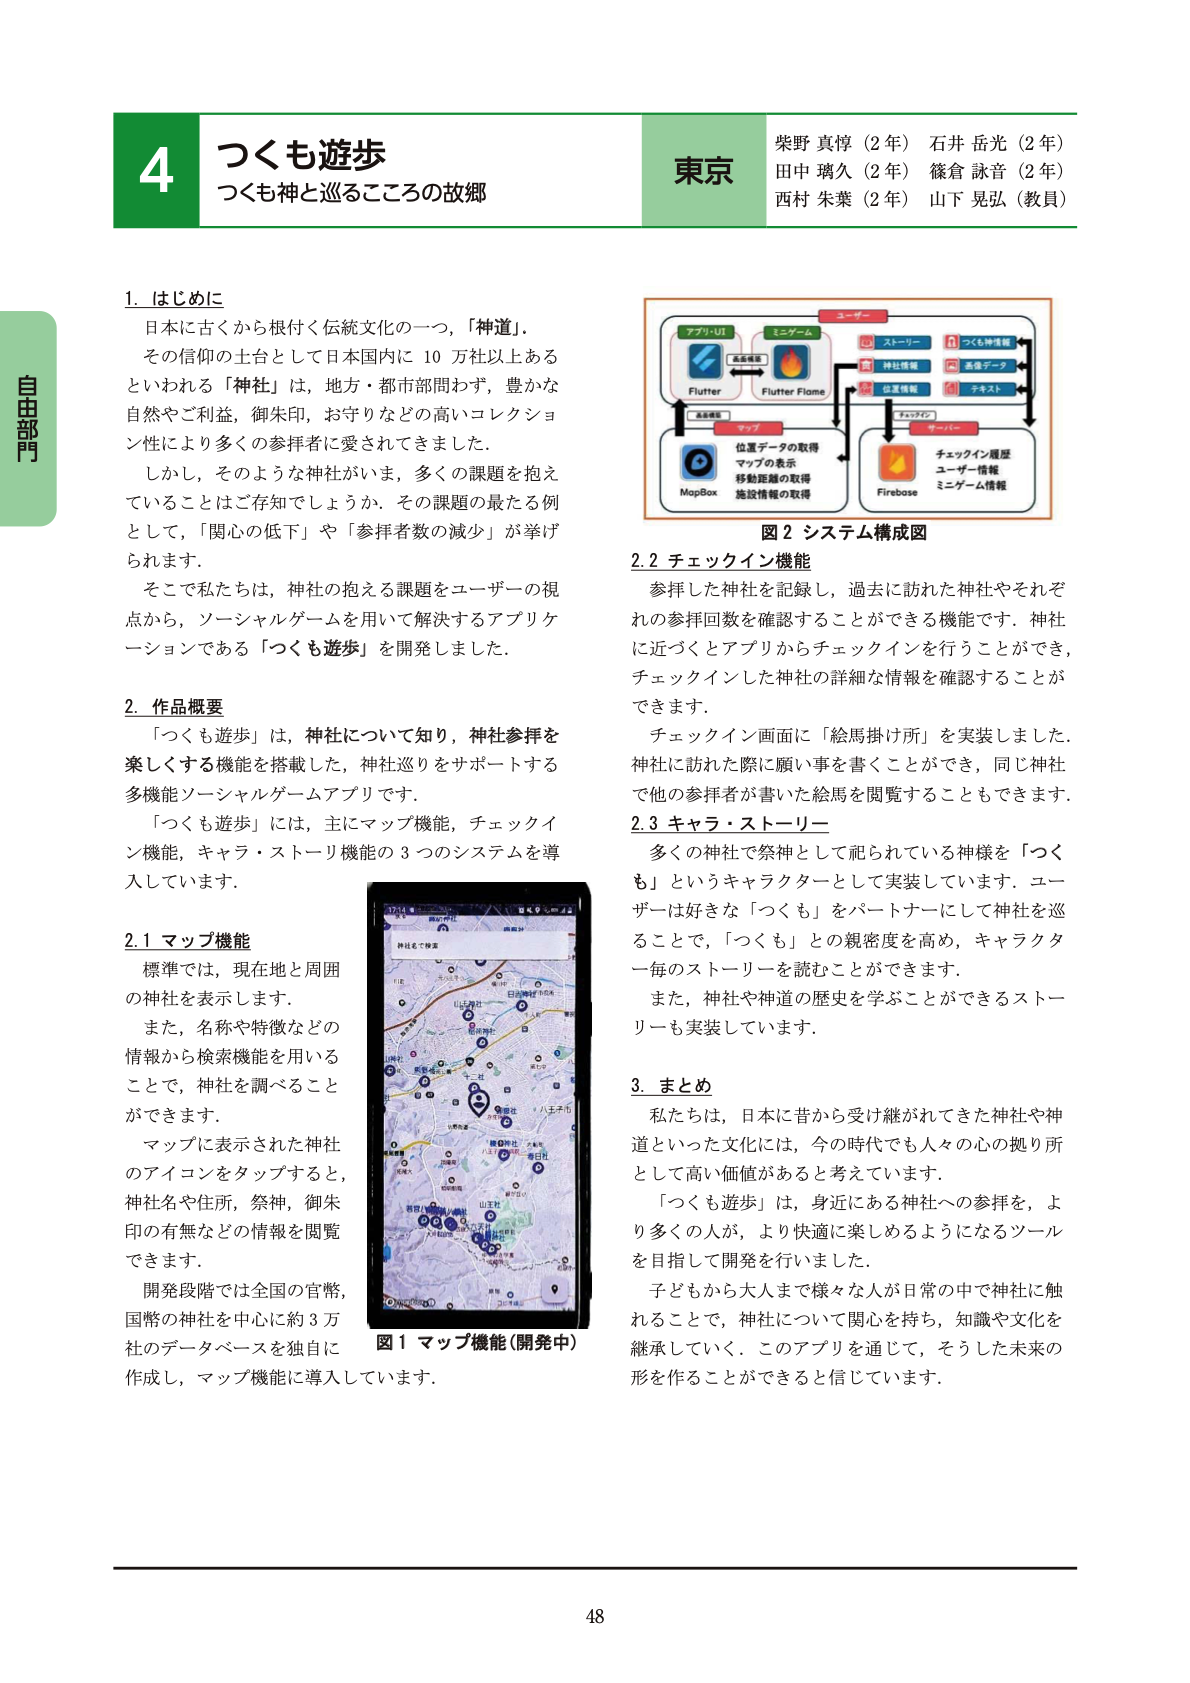 4
つくも遊歩
つくも神と巡るこころの故郷
東京
柴野 真惇（2 年） 石井 岳光（2 年）
田中 璃久（2 年） 篠倉 詠音（2 年）
西村 朱葉（2 年） 山下 晃弘（教員）
自由部門
1. はじめに
日本に古くから根付く伝統文化の一つ，「神道」．
その信仰の土台として日本国内に 10 万社以上ある
といわれる「神社」は，地方・都市部問わず，豊かな
自然やご利益，御朱印，お守りなどの高いコレクショ
ン性により多くの参拝者に愛されてきました．
しかし，そのような神社がいま，多くの課題を抱え
ていることはご存知でしょうか．その課題の最たる例
として，「関心の低下」や「参拝者数の減少」が挙げ
られます．
そこで私たちは，神社の抱える課題をユーザーの視
点から，ソーシャルゲームを用いて解決するアプリケ
ーションである「つくも遊歩」を開発しました．
2. 作品概要
「つくも遊歩」は，神社について知り，神社参拝を
楽しくする機能を搭載した，神社巡りをサポートする
多機能ソーシャルゲームアプリです．
「つくも遊歩」には，主にマップ機能，チェックイ
ン機能，キャラ・ストーリ機能の 3 つのシステムを導
入しています．
2.1 マップ機能
標準では，現在地と周囲
の神社を表示します．
また，名称や特徴などの
情報から検索機能を用いる
ことで，神社を調べること
ができます．
マップに表示された神社
のアイコンをタップすると，
神社名や住所，祭神，御朱
印の有無などの情報を閲覧
できます．
開発段階では全国の官幣，
国幣の神社を中心に約 3 万
社のデータベースを独自に
作成し，マップ機能に導入しています．
17:14
神社名で検索
山王神社
日吉神社
十二社
八王子市
春日社
山王社
図 1 マップ機能（開発中）
ユーザー
アプリ・UI
ミニゲーム
Flutter
画面構築
Flutter Flame
ストーリー
つくも神情報
神社情報
画像データ
位置情報
テキスト
画面構築
チェックイン
マップ
MapBox
位置データの取得
マップの表示
移動距離の取得
施設情報の取得
サーバー
Firebase
チェックイン履歴
ユーザー情報
ミニゲーム情報
図 2 システム構成図
2.2 チェックイン機能
参拝した神社を記録し，過去に訪れた神社やそれぞ
れの参拝回数を確認することができる機能です．神社
に近づくとアプリからチェックインを行うことができ，
チェックインした神社の詳細な情報を確認することが
できます．
チェックイン画面に「絵馬掛け所」を実装しました．
神社に訪れた際に願い事を書くことができ，同じ神社
で他の参拝者が書いた絵馬を閲覧することもできます．
2.3 キャラ・ストーリー
多くの神社で祭神として祀られている神様を「つく
も」というキャラクターとして実装しています．ユー
ザーは好きな「つくも」をパートナーにして神社を巡
ることで，「つくも」との親密度を高め，キャラクタ
ー毎のストーリーを読むことができます．
また，神社や神道の歴史を学ぶことができるストー
リーも実装しています．
3. まとめ
私たちは，日本に昔から受け継がれてきた神社や神
道といった文化には，今の時代でも人々の心の拠り所
として高い価値があると考えています．
「つくも遊歩」は，身近にある神社への参拝を，よ
り多くの人が，より快適に楽しめるようになるツール
を目指して開発を行いました．
子どもから大人まで様々な人が日常の中で神社に触
れることで，神社について関心を持ち，知識や文化を
継承していく．このアプリを通じて，そうした未来の
形を作ることができると信じています．
48